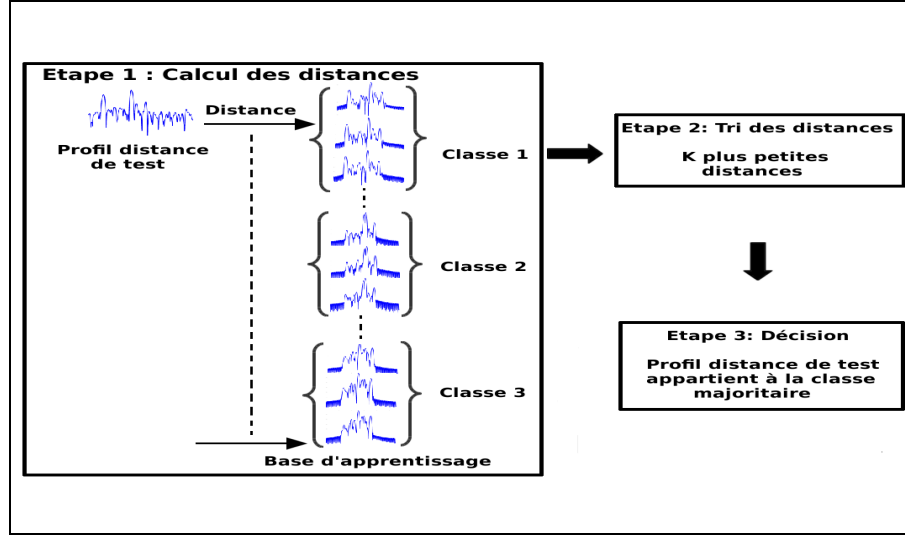 Etape 1 : Calcul des distances
Distance
Profil distance
de test
Classe 1
Classe 2
Classe 3
Base d'apprentissage
Etape 2: Tri des distances
K plus petites
distances
Etape 3: Décision
Profil distance de test
appartient à la classe
majoritaire